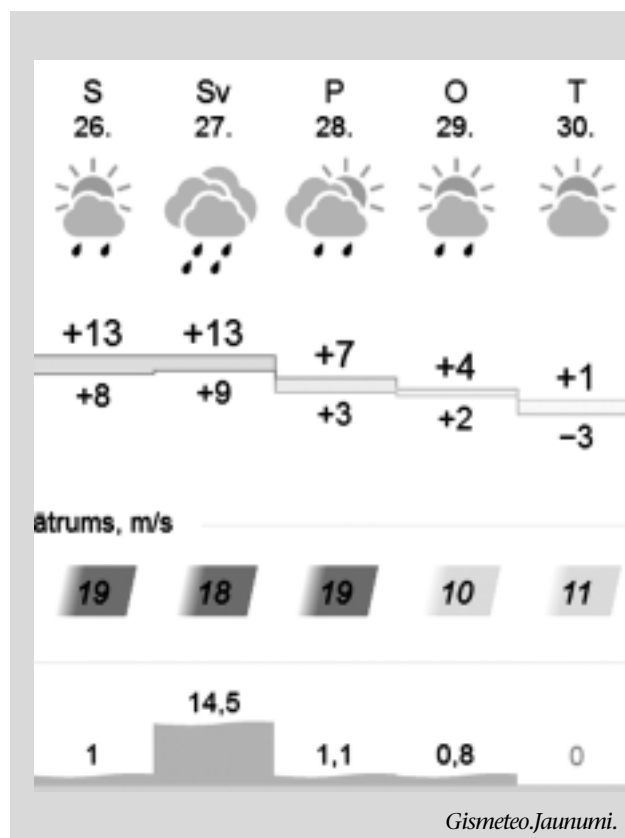 S Sv P O T
26. 27. 28. 29. 30.
+13 +13 +7 +4 +1
+8 +9 +3 +2 −3
ātrums, m/s
19 18 19 10 11
14,5
1 1,1 0,8 0
Gismeteo.Jaunumi.